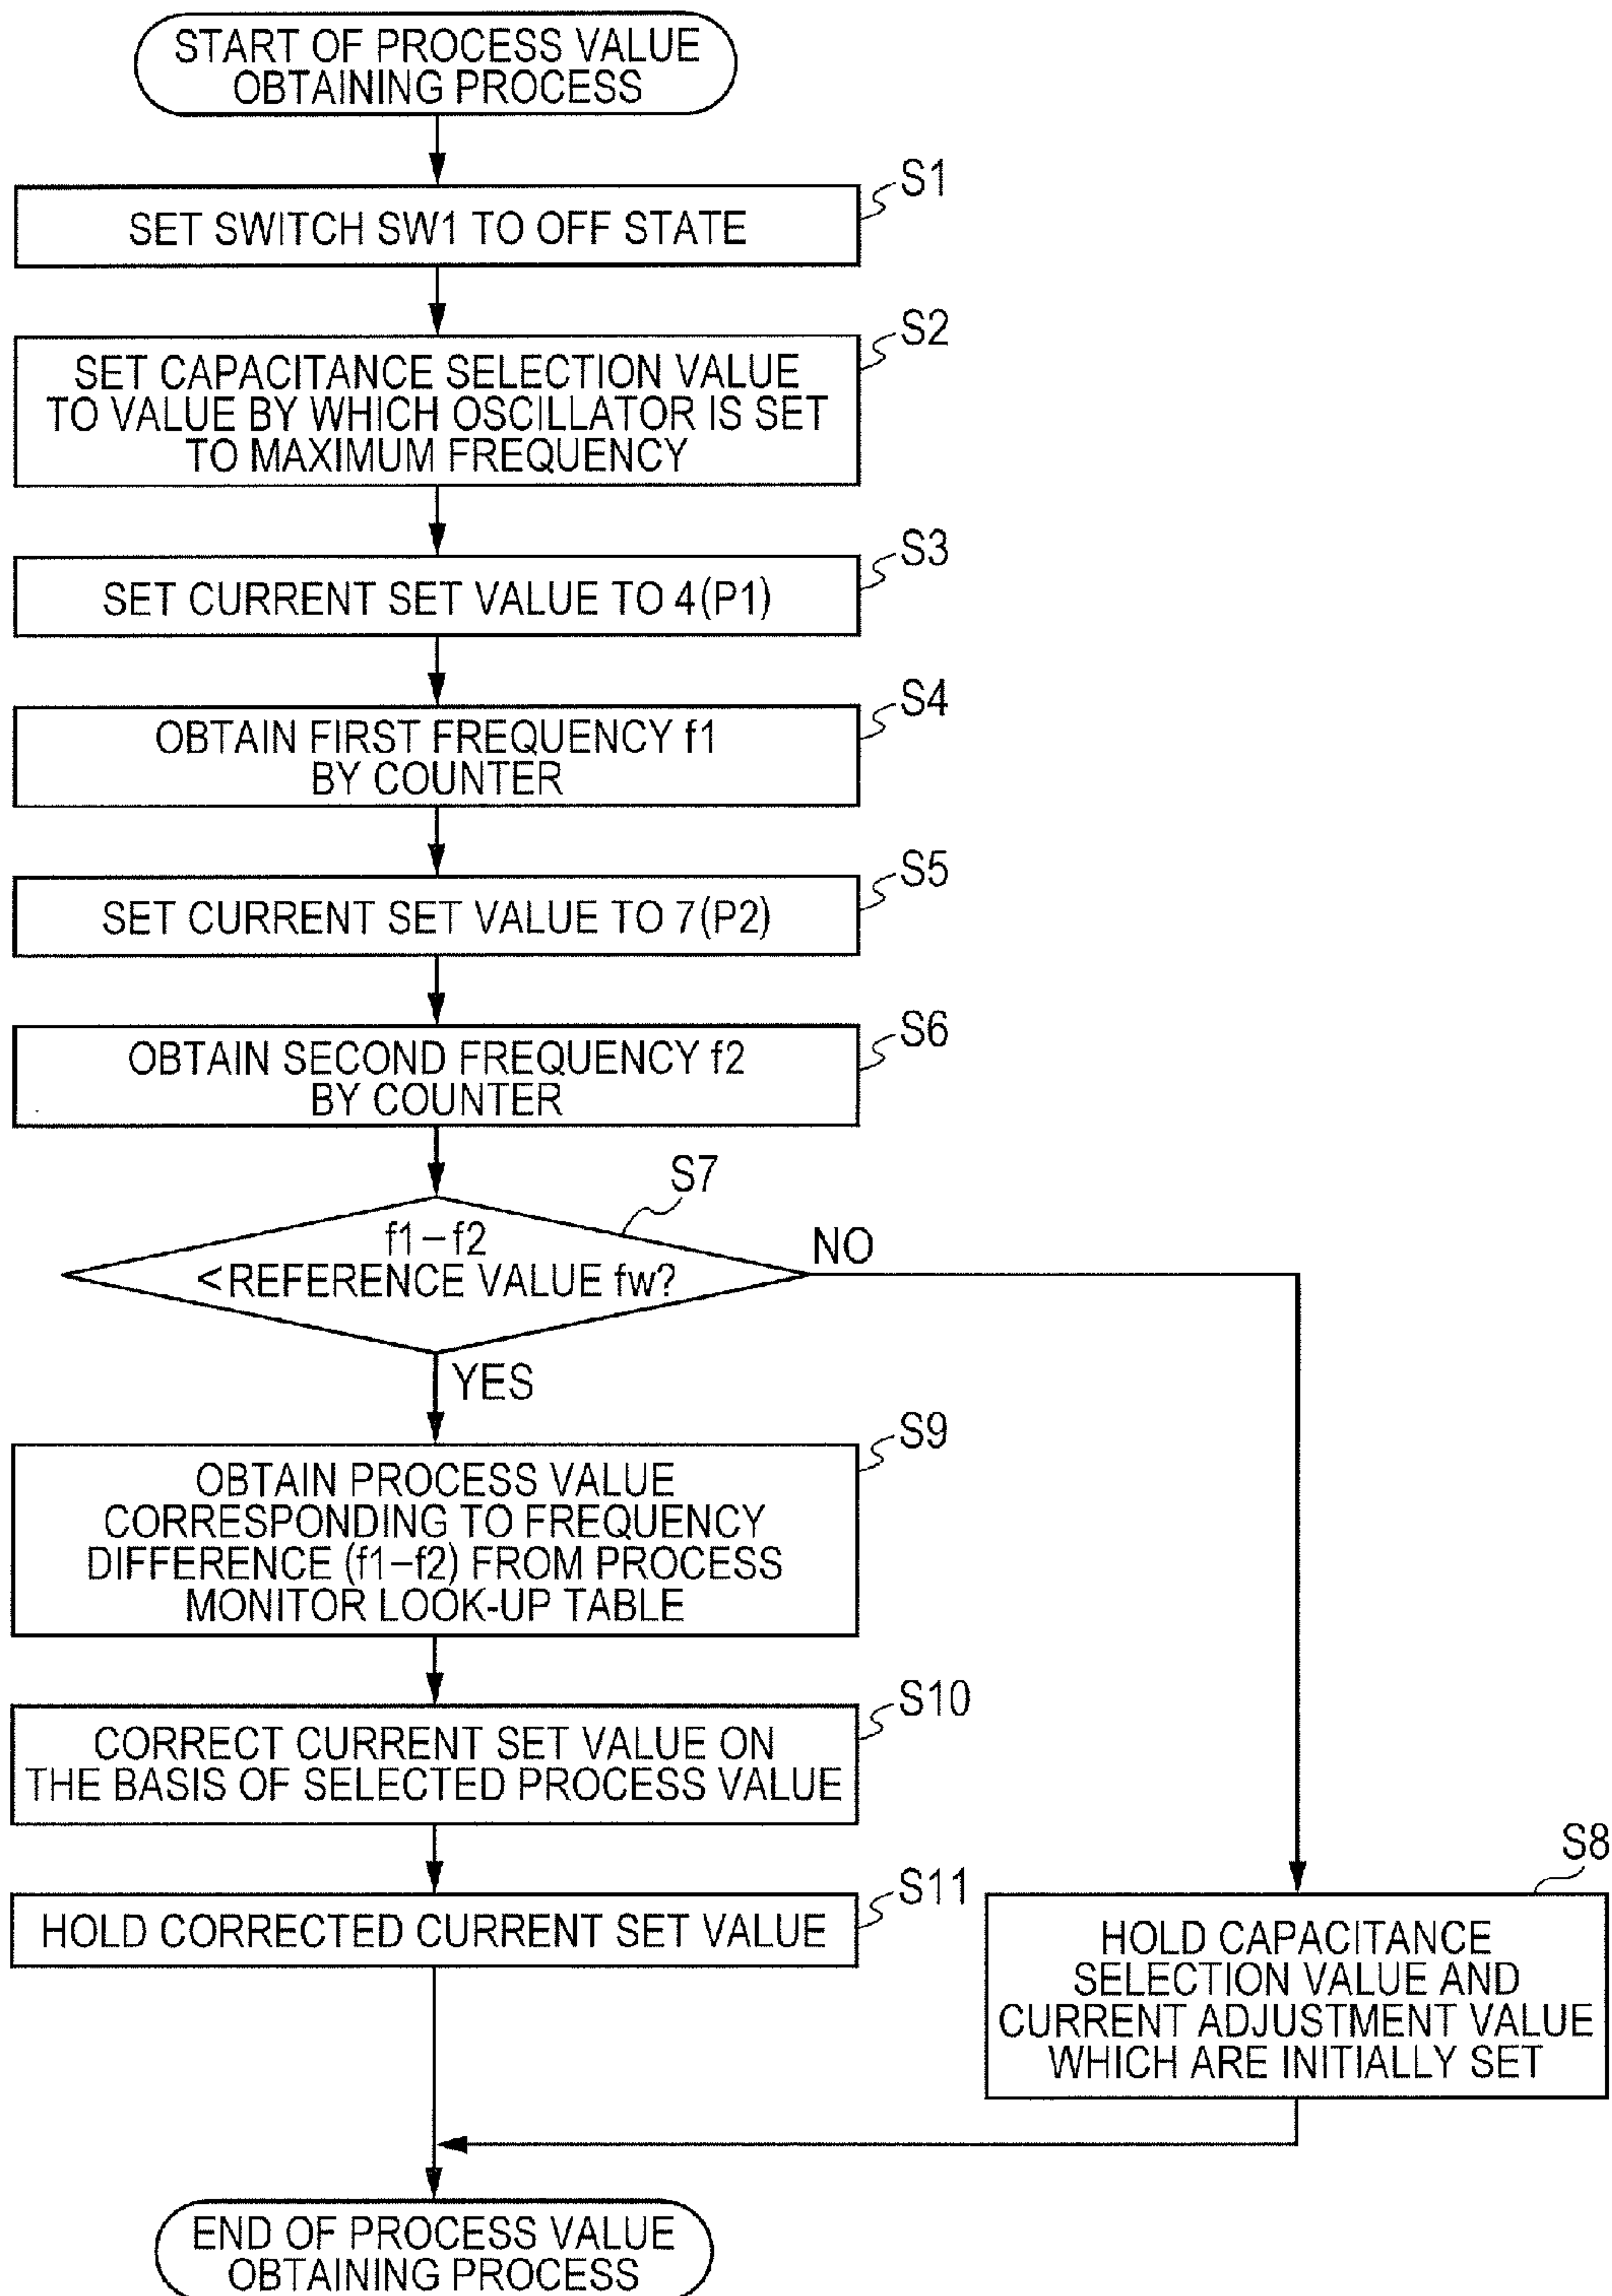 START OF PROCESS VALUE
OBTAINING PROCESS
S1
SET SWITCH SW1 TO OFF STATE
S2
SET CAPACITANCE SELECTION VALUE
TO VALUE BY WHICH OSCILLATOR IS SET
TO MAXIMUM FREQUENCY
S3
SET CURRENT SET VALUE TO 4(P1)
S4
OBTAIN FIRST FREQUENCY f1
BY COUNTER
S5
SET CURRENT SET VALUE TO 7(P2)
S6
OBTAIN SECOND FREQUENCY f2
BY COUNTER
S7
f1-f2
<REFERENCE VALUE fw?
NO
YES
S9
OBTAIN PROCESS VALUE
CORRESPONDING TO FREQUENCY
DIFFERENCE (f1-f2) FROM PROCESS
MONITOR LOOK-UP TABLE
S10
CORRECT CURRENT SET VALUE ON
THE BASIS OF SELECTED PROCESS VALUE
S11
HOLD CORRECTED CURRENT SET VALUE
S8
HOLD CAPACITANCE
SELECTION VALUE AND
CURRENT ADJUSTMENT VALUE
WHICH ARE INITIALLY SET
END OF PROCESS VALUE
OBTAINING PROCESS